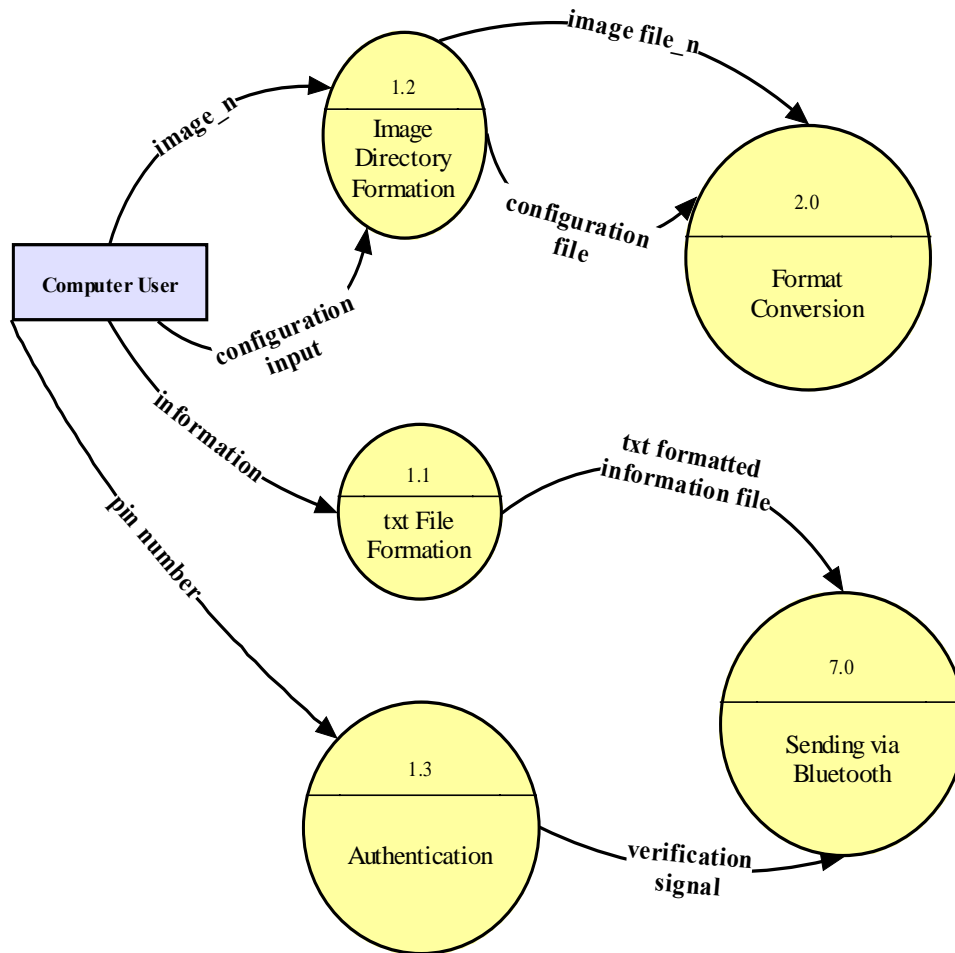 image file_n
1.2
Image
Directory
Formation
image_n
2.0
Format
Conversion
configuration
file
Computer User
configuration
input
information
1.1
txt File
Formation
txt formatted
information file
pin number
7.0
Sending via
Bluetooth
1.3
Authentication
verification
signal